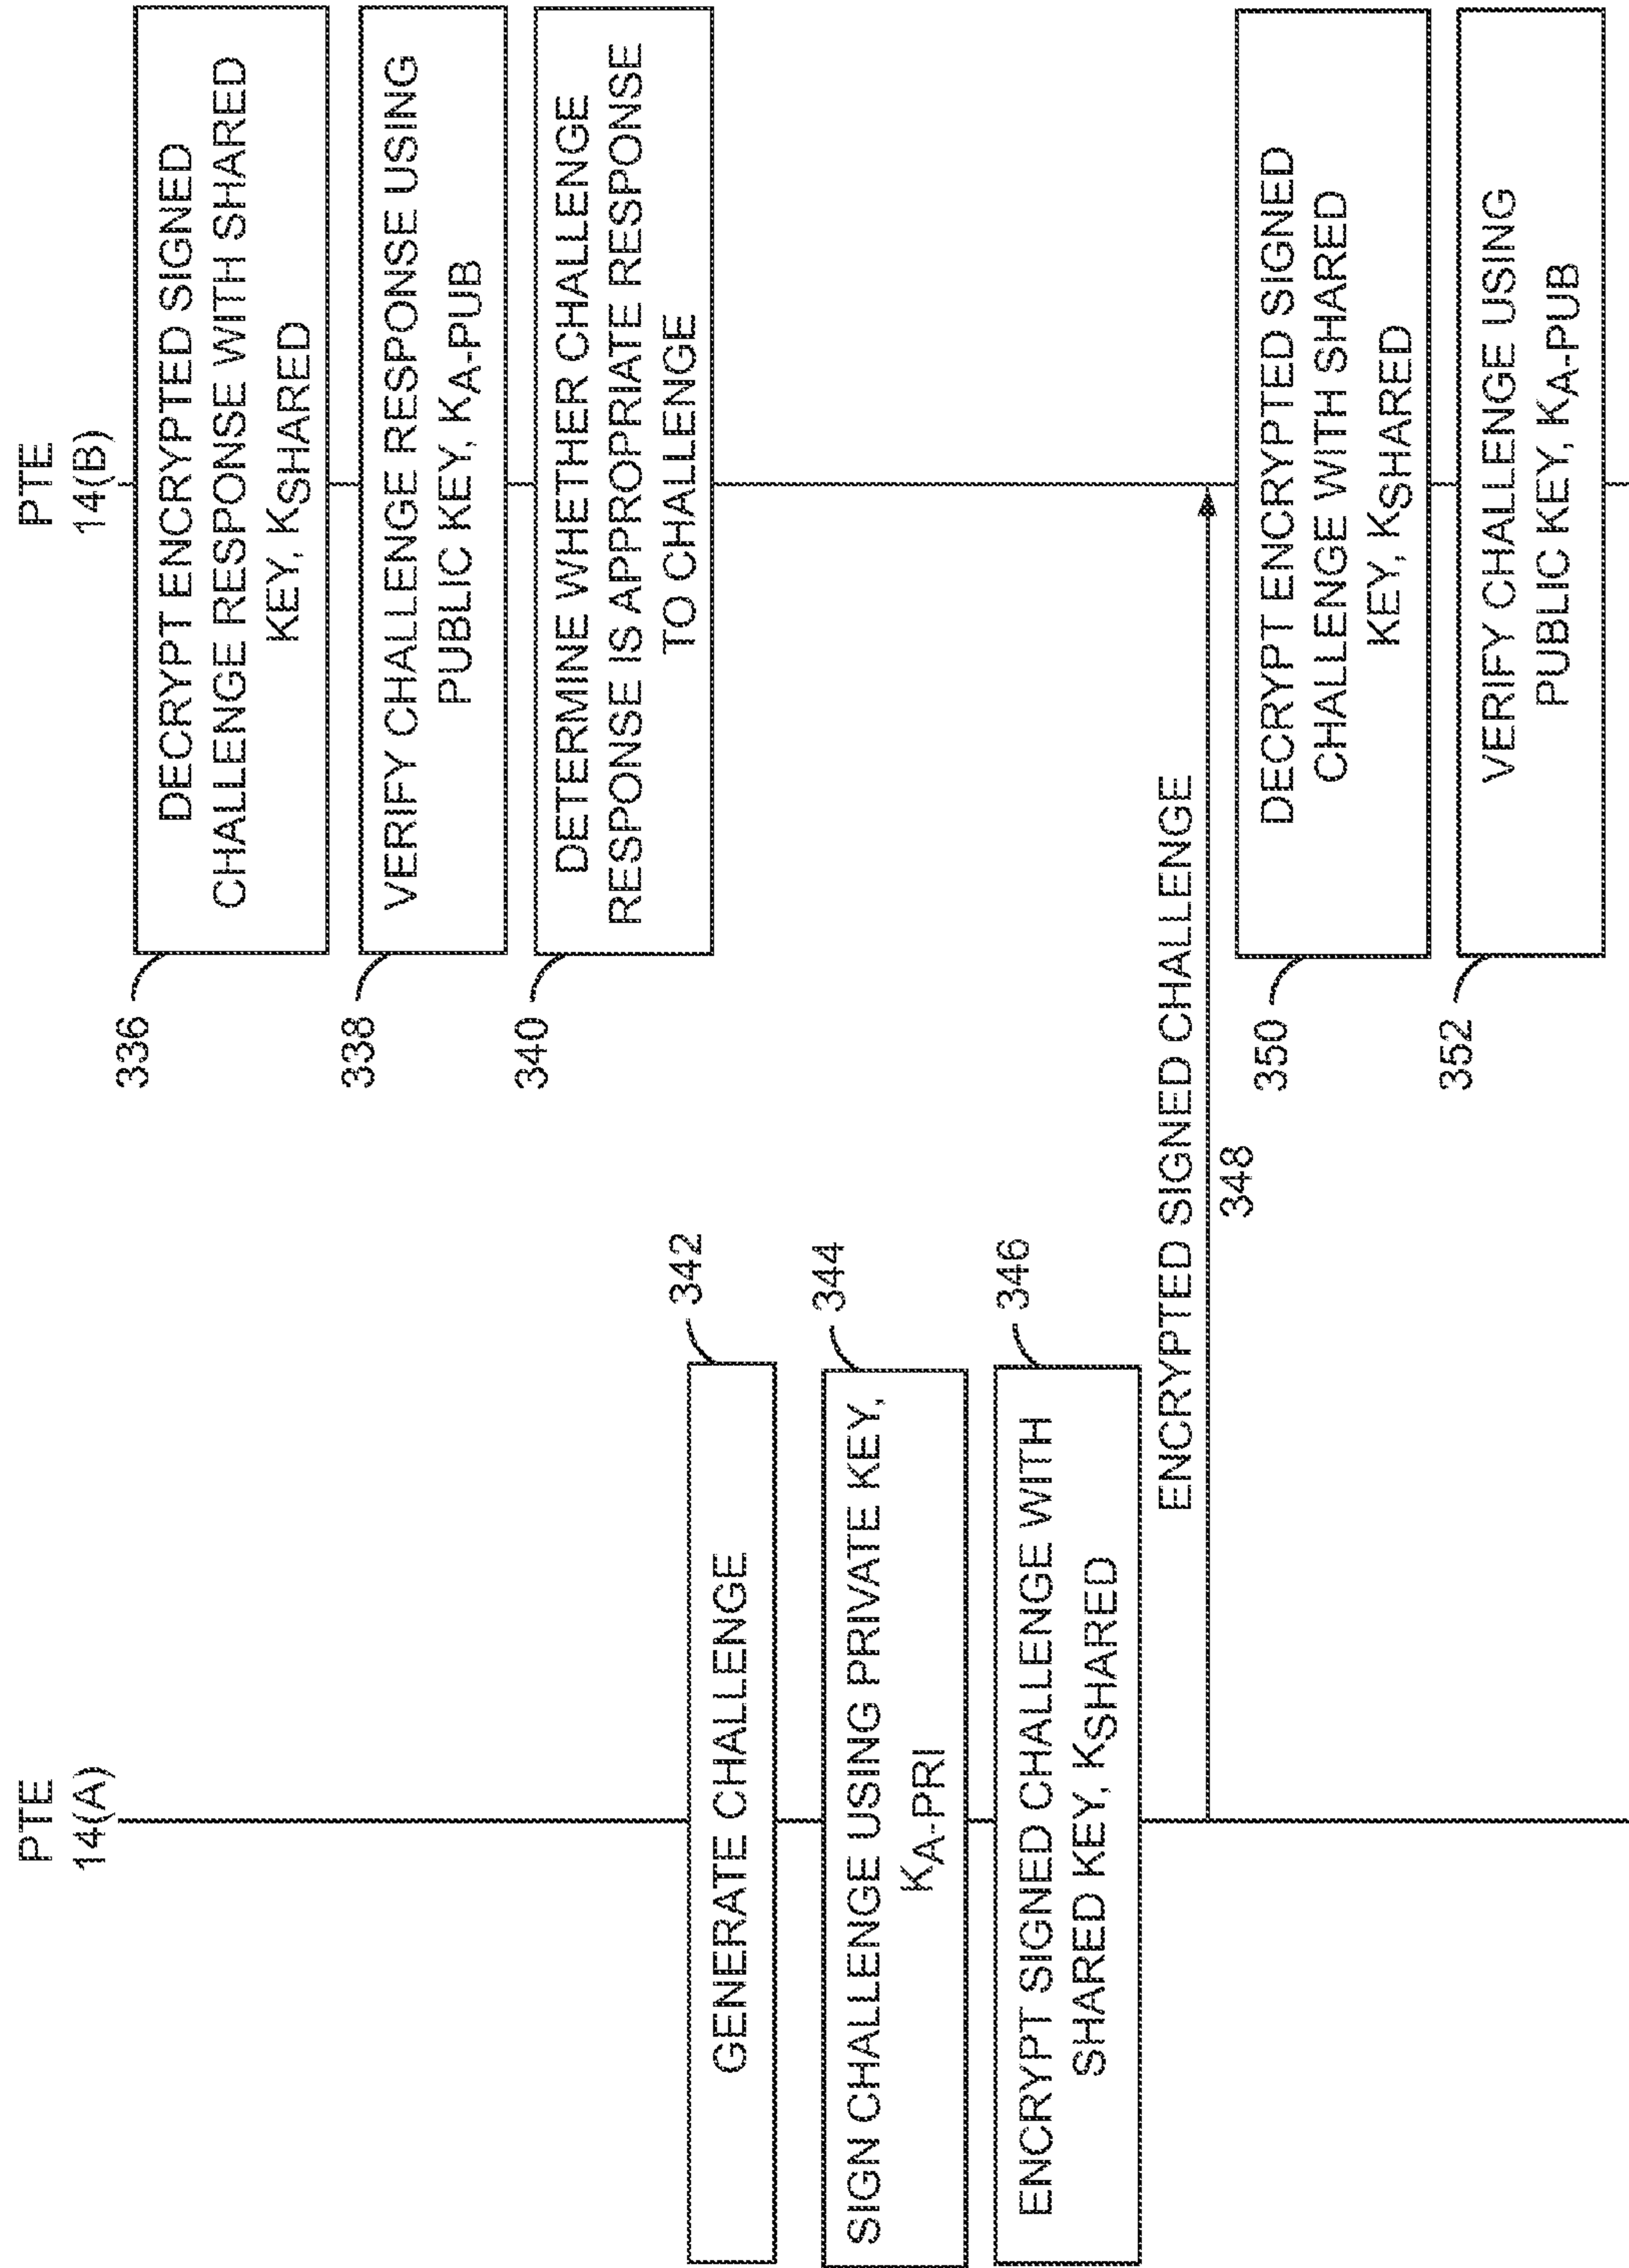 PTE
14(A)
PTE
14(B)
336
DECRYPT ENCRYPTED SIGNED
CHALLENGE RESPONSE WITH SHARED
KEY, KSHARED
338
VERIFY CHALLENGE RESPONSE USING
PUBLIC KEY, KA-PUB
340
DETERMINE WHETHER CHALLENGE
RESPONSE IS APPROPRIATE RESPONSE
TO CHALLENGE
342
GENERATE CHALLENGE
344
SIGN CHALLENGE USING PRIVATE KEY,
KA-PRI
346
ENCRYPT SIGNED CHALLENGE WITH
SHARED KEY, KSHARED
ENCRYPTED SIGNED CHALLENGE
348
350
DECRYPT ENCRYPTED SIGNED
CHALLENGE WITH SHARED
KEY, KSHARED
352
VERIFY CHALLENGE USING
PUBLIC KEY, KA-PUB